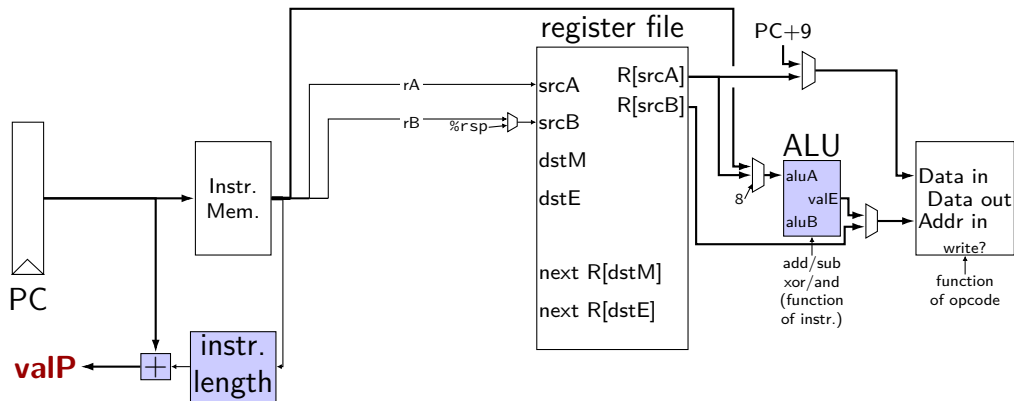 register file
PC+9
rA
srcA
R[srcA]
R[srcB]
rB
%rsp
srcB
ALU
dstM
Instr.
Mem.
dstE
8
aluA
valE
aluB
Data in
Data out
Addr in
write?
add/sub
xor/and
(function
of instr.)
function
of opcode
next R[dstM]
next R[dstE]
PC
valP
+
instr.
length